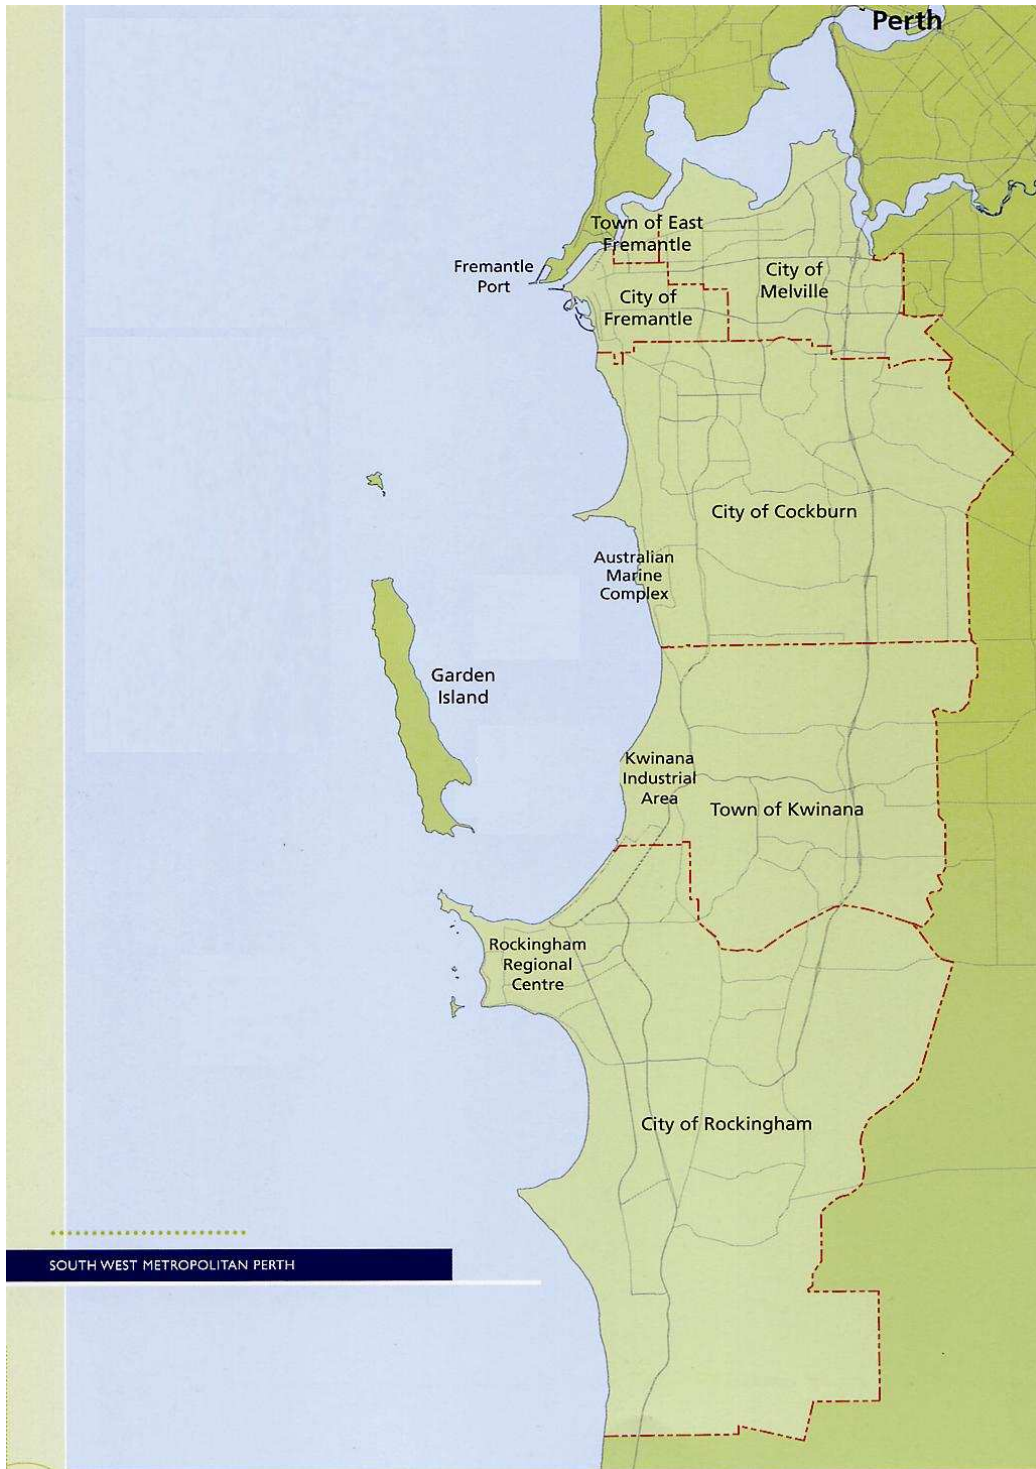 Perth
Town of East
Fremantle
Fremantle
Port
City of
Melville
City of
Fremantle
City of Cockburn
Australian
Marine
Complex
Garden
Island
Kwinana
Industrial
Area
Town of Kwinana
Rockingham
Regional
Centre
City of Rockingham
SOUTH WEST METROPOLITAN PERTH